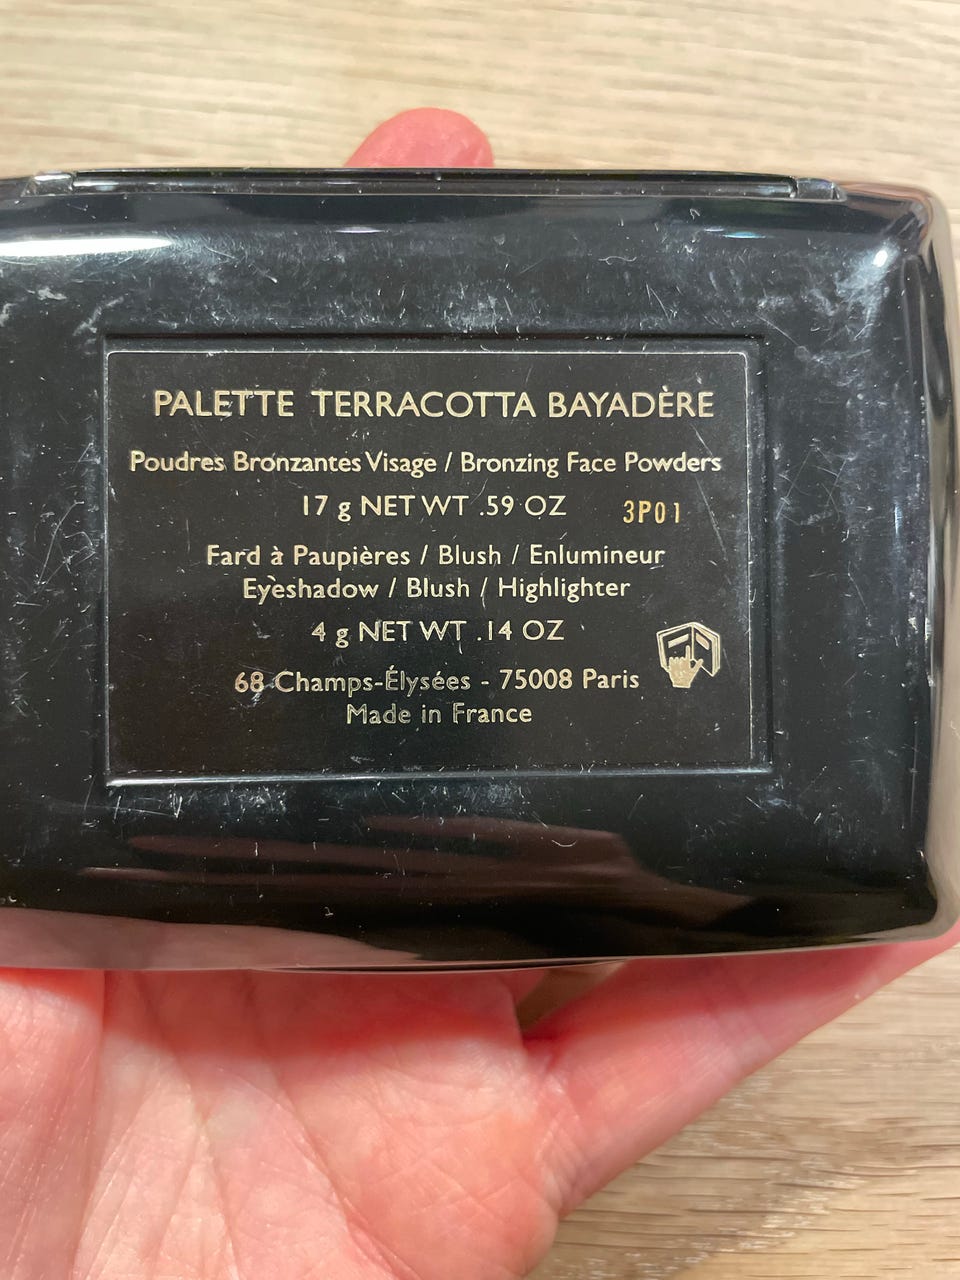 PALETTE TERRACOTTA BAYADÈRE
Poudres Bronzantes Visage / Bronzing Face Powders
17 g NET WT .59 OZ 3P01
Fard à Paupières / Blush / Enlumineur
Eyeshadow / Blush / Highlighter
4 g NET WT .14 OZ
68 Champs-Élysées - 75008 Paris
Made in France